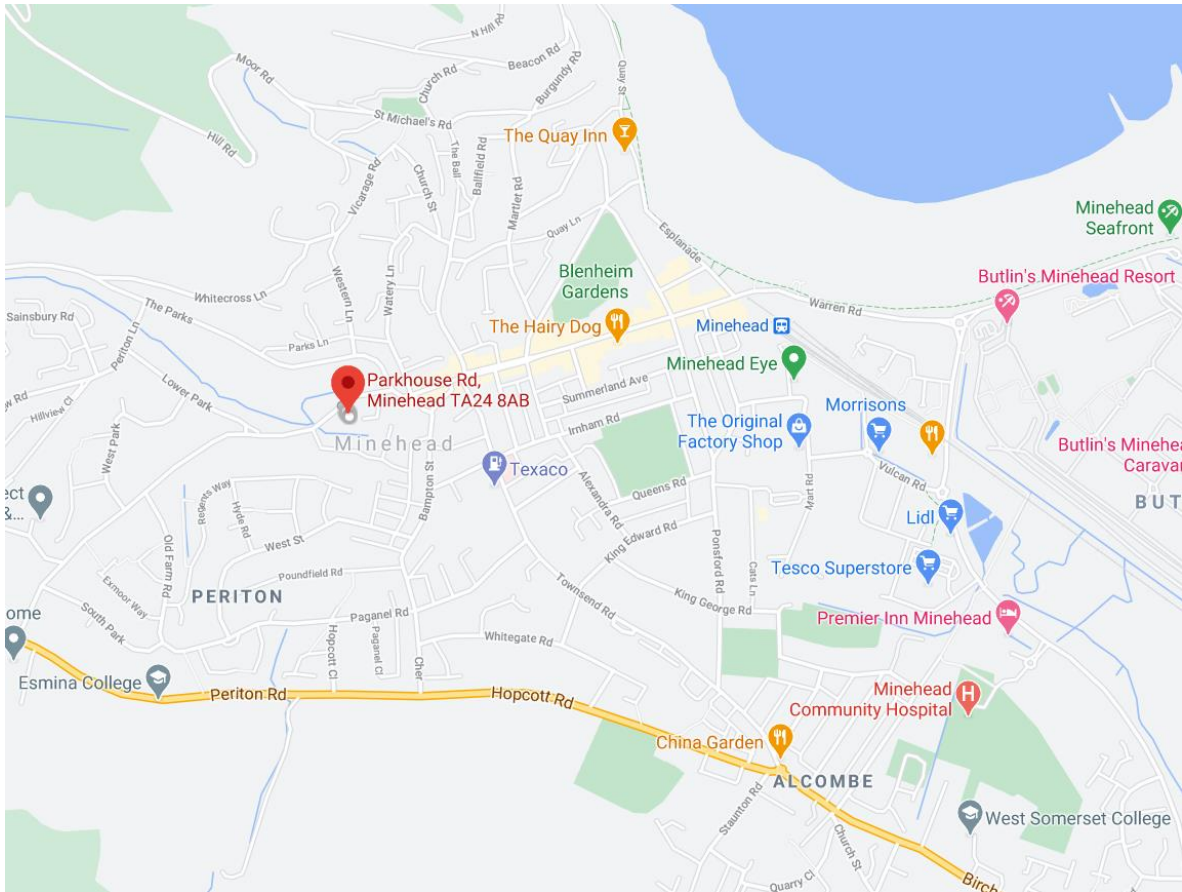 N Hill Rd
Moor Rd
Church Rd
Beacon Rd
Burgundy Rd
Quay St
St Michael's Rd
Hill Rd
The Quay Inn
The Ball
Ballfield Rd
Vicarage Rd
Church St
Martlet Rd
Minehead
Seafront
Quay Ln
Esplanade
Blenheim
Gardens
Butlin's Minehead Resort
Whitecross Ln
Western Ln
Watery Ln
Warren Rd
The Parks
Sainsbury Rd
Periton Ln
The Hairy Dog
Minehead
Parks Ln
Minehead Eye
Parkhouse Rd,
Minehead TA24 8AB
Summerland Ave
Lower Park
Hillview Cl
Morrisons
The Original
Factory Shop
Irnham Rd
Minehead
West Park
Texaco
Bampton St
Butlin's Minehea
Caravan
Vulcan Rd
Alexandra Rd
Queens Rd
Mart Rd
ect
&...
Regents Way
Hyde Rd
BUT
Lidl
King Edward Rd
West St
Old Farm Rd
Ponsford Rd
Cats Ln
Tesco Superstore
Poundfield Rd
Exmoor Way
PERITON
Townsend Rd
King George Rd
ome
South Park
Paganel Rd
Premier Inn Minehead
Whitegate Rd
Hopcott Cl
Paganel Ct
Cher
Esmina College
Periton Rd
Hopcott Rd
Minehead
Community Hospital
China Garden
ALCOMBE
Staunton Rd
West Somerset College
Church St
Quarry Cl
Birch